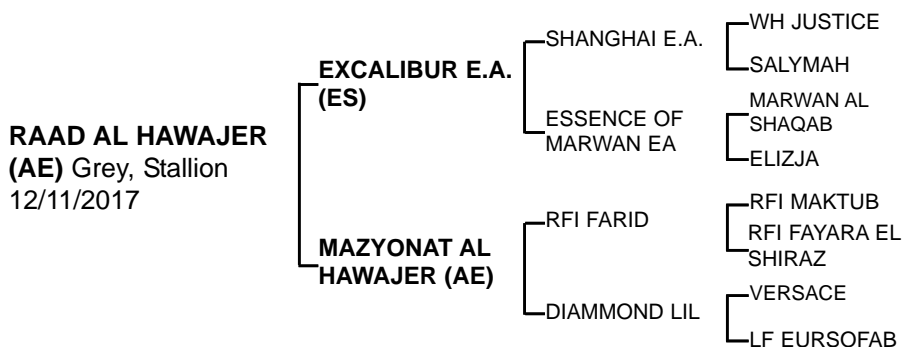 RAAD AL HAWAJER
(AE) Grey, Stallion
12/11/2017
EXCALIBUR E.A.
(ES)
MAZYONAT AL
HAWAJER (AE)
SHANGHAI E.A.
ESSENCE OF
MARWAN EA
RFI FARID
DIAMMOND LIL
WH JUSTICE
SALYMAH
MARWAN AL
SHAQAB
ELIZJA
RFI MAKTUB
RFI FAYARA EL
SHIRAZ
VERSACE
LF EURSOFAB